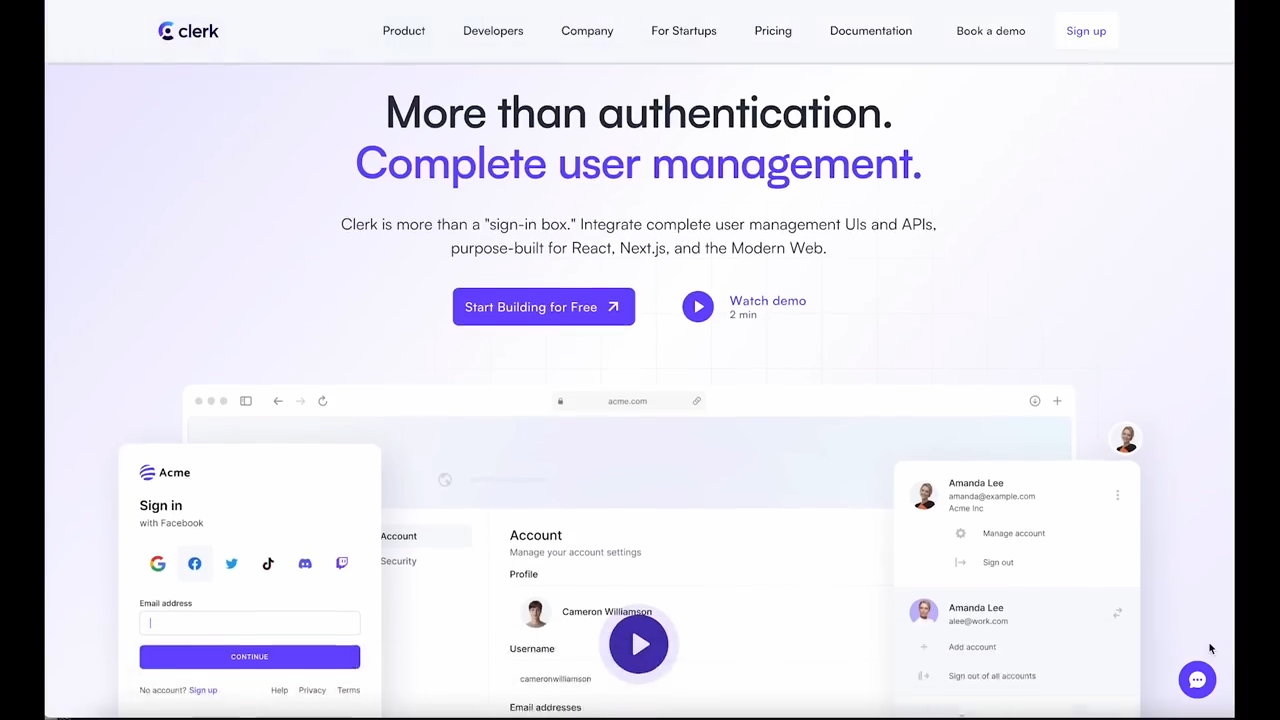 clerk
Product
Developers
Company
For Startups
Pricing
Documentation
Book a demo
Sign up
More than authentication.
Complete user management.
Clerk is more than a "sign-in box." Integrate complete user management UIs and APIs,
purpose-built for React, Next.js, and the Modern Web.
Start Building for Free
Watch demo
2 min
acme.com
Acme
Sign in
with Facebook
Email address
CONTINUE
No account? Sign up
Help
Privacy
Terms
Account
Security
Account
Manage your account settings
Profile
Cameron Williamson
Username
cameronwilliamson
Email addresses
Amanda Lee
amanda@example.com
Acme Inc
Manage account
Sign out
Amanda Lee
alee@work.com
Add account
Sign out of all accounts